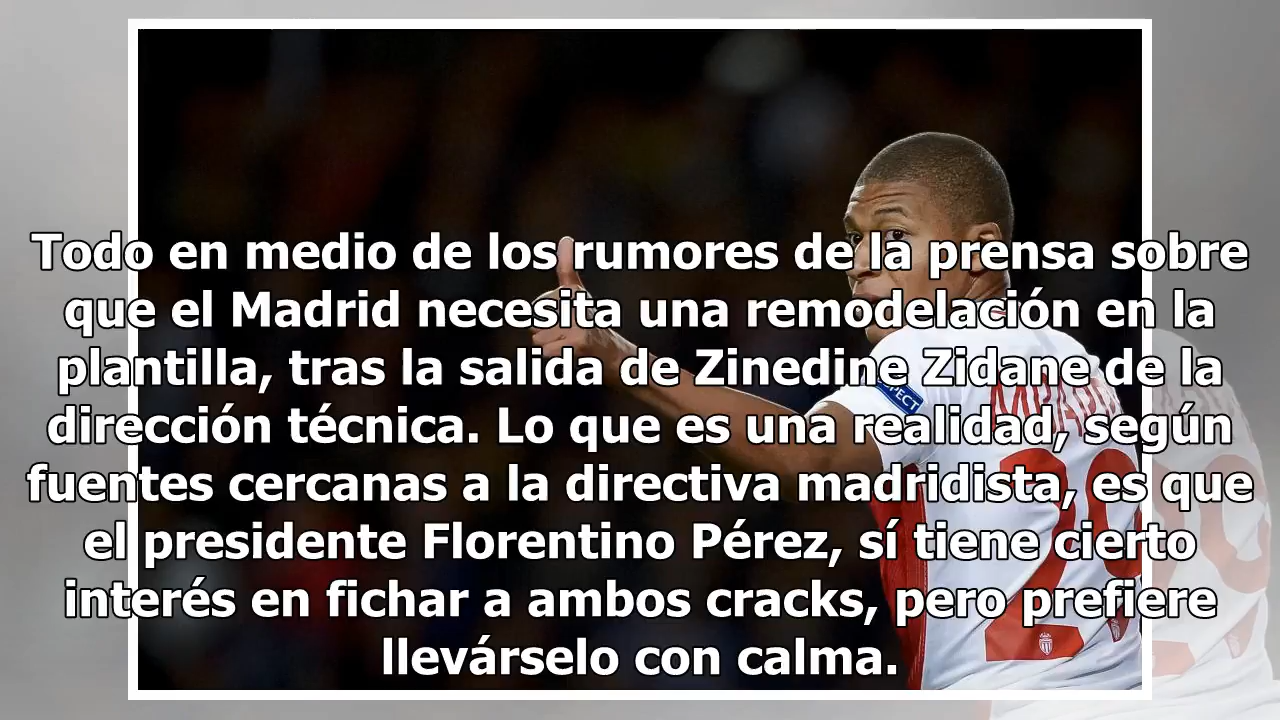 Todo en medio de los rumores de la prensa sobre
que el Madrid necesita una remodelación en la
plantilla, tras la salida de Zinedine Zidane de la
dirección técnica. Lo que es una realidad, según
fuentes cercanas a la directiva madridista, es que
el presidente Florentino Pérez, sí tiene cierto
interés en fichar a ambos cracks, pero prefiere
llevárselo con calma.
29